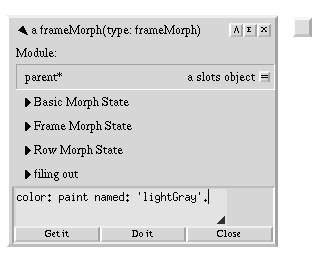 a frameMorph(type: frameMorph)
Module:
parent* a slots object =
Basic Morph State
Frame Morph State
Row Morph State
filing out
color: paint named: 'lightGray'.
Get it Do it Close